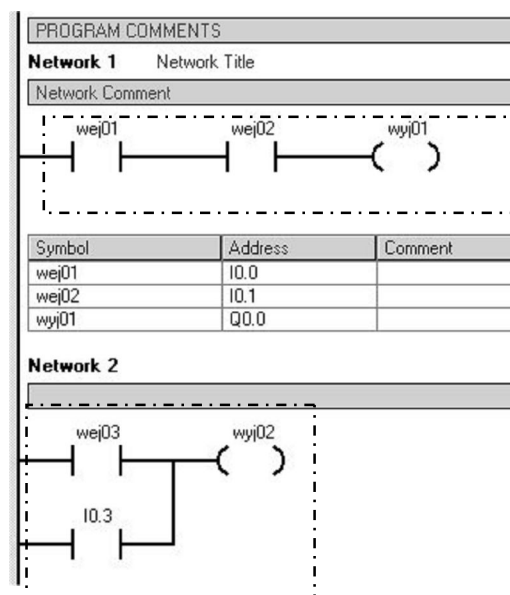 PROGRAM COMMENTS
Network 1 Network Title
Network Comment
wej01 wej02 wyj01
Symbol Address Comment
wej01 I0.0
wej02 I0.1
wyj01 Q0.0
Network 2
wej03 wyj02
I0.3